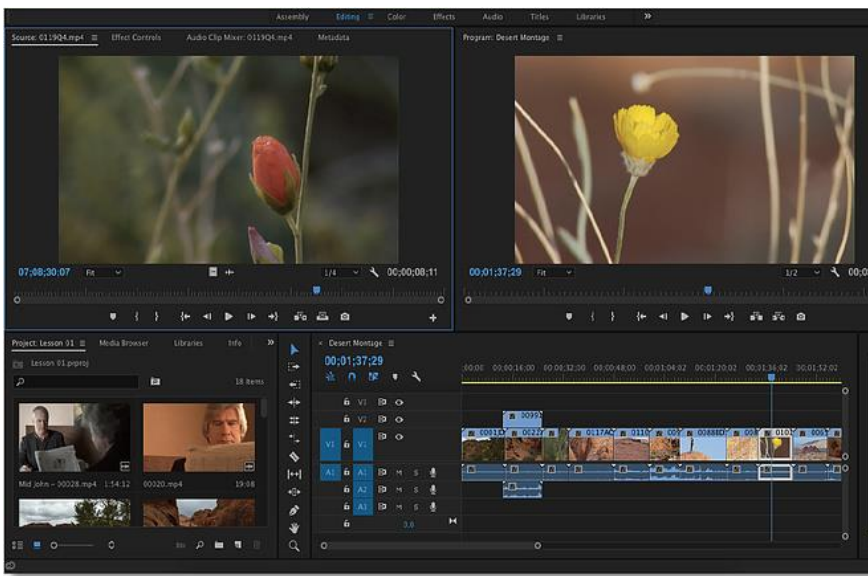 Assembly Editing Color Effects Audio Titles Libraries
Source: 0119Q4.mp4 Effect Controls Audio Clip Mixer: 0119Q4.mp4 Metadata
Program: Desert Montage
07;08;30:07 Fit 1/4 00;00;08;11
00;01;37;29 Fit 1/2 00;0
Project: Lesson 01 Media Browser Libraries Info
Lesson 01.prproj
18 Items
Mid John – 00028.mp4 1:54:12
00020.mp4 19:08
× Desert Montage
00;01;37;29
;00;00 00;00;16;00 00;00;32;00 00;00;48;00 00;01;04;02 00;01;20;02 00;01;36;02 00;01;52;02
V3
V2
V1 V1
A1 A1 M S
A2 M S
M S
3.0